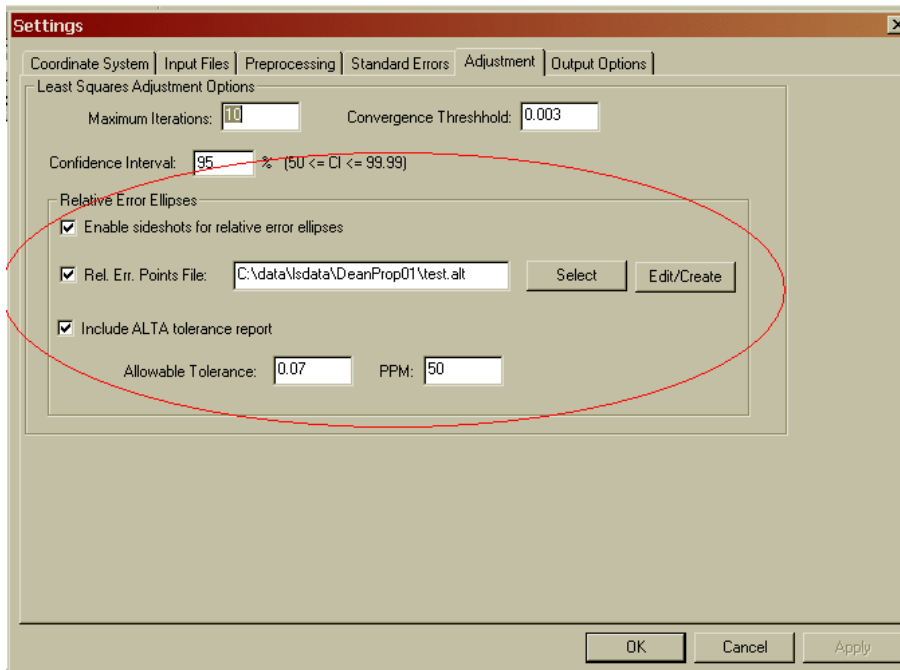 Settings
Coordinate System Input Files Preprocessing Standard Errors Adjustment Output Options
Least Squares Adjustment Options
Maximum Iterations: 10 Convergence Threshhold: 0.003
Confidence Interval: 95 % (50 <= CI <= 99.99)
Relative Error Ellipses
Enable sideshots for relative error ellipses
Rel. Err. Points File: C:\data\lsdata\DeanProp01\test.alt Select Edit/Create
Include ALTA tolerance report
Allowable Tolerance: 0.07 PPM: 50
OK Cancel Apply